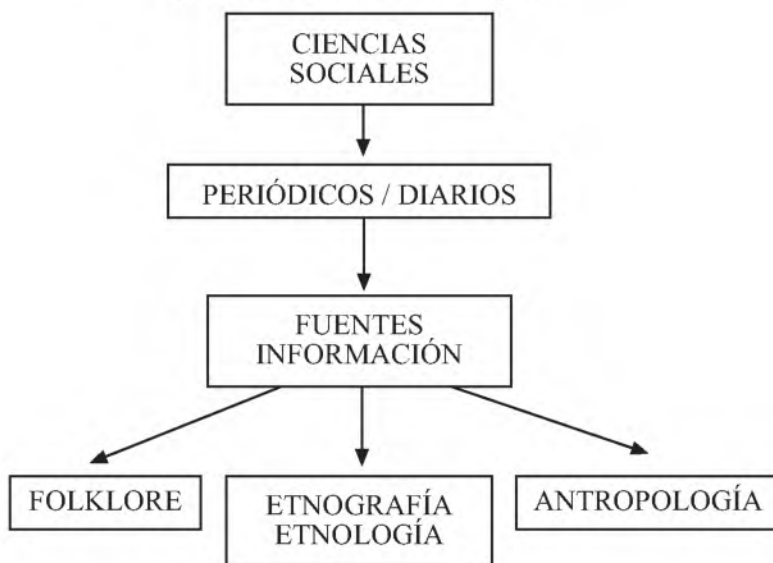 CIENCIAS
SOCIALES
PERIÓDICOS / DIARIOS
FUENTES
INFORMACIÓN
FOLKLORE
ETNOGRAFÍA
ETNOLOGÍA
ANTROPOLOGÍA